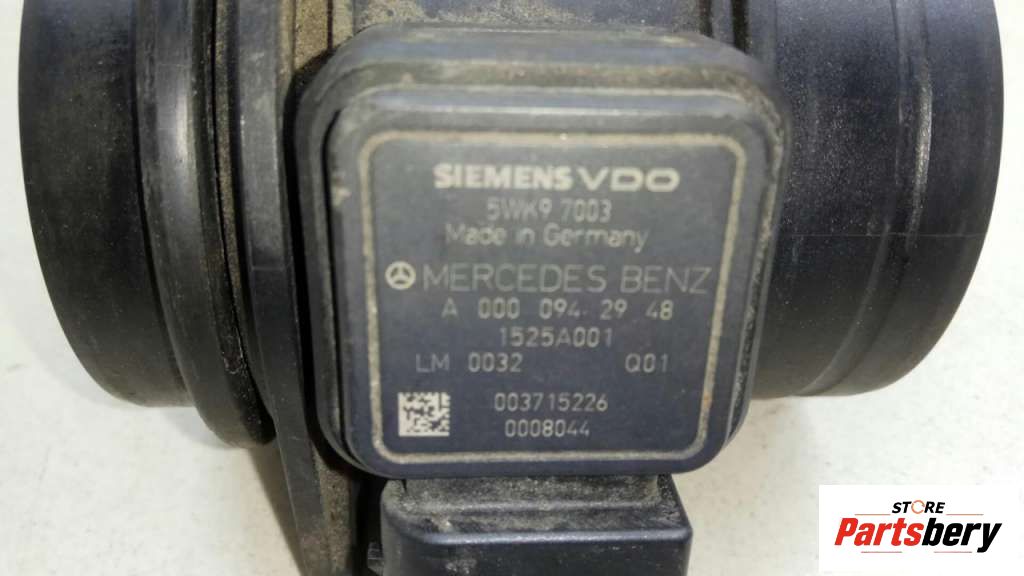 SIEMENS VDO
5WK9 7003
Made in Germany
MERCEDES BENZ
A 000 094 29 48
1525A001
LM 0032 Q01
003715226
0008044
STORE
Partsbery